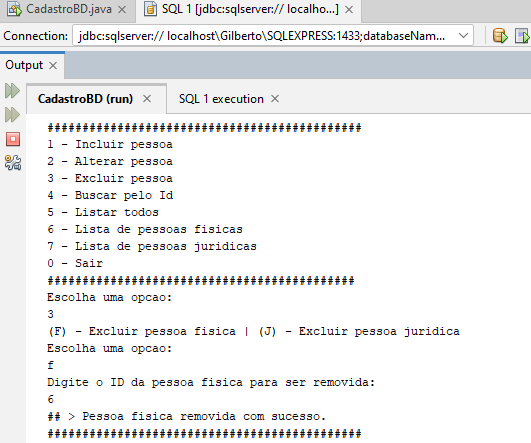 CadastroBD.java × SQL 1 [jdbc:sqlserver:// localho...] ×
Connection: jdbc:sqlserver:// localhost\Gilberto\SQLEXPRESS:1433;databaseNam...
Output ×
CadastroBD (run) × SQL 1 execution ×
############################################
1 - Incluir pessoa
2 - Alterar pessoa
3 - Excluir pessoa
4 - Buscar pelo Id
5 - Listar todos
6 - Lista de pessoas fisicas
7 - Lista de pessoas juridicas
0 - Sair
###########################################
Escolha uma opcao:
3
(F) - Excluir pessoa fisica | (J) - Excluir pessoa juridica
Escolha uma opcao:
f
Digite o ID da pessoa fisica para ser removida:
6
## > Pessoa fisica removida com sucesso.
############################################